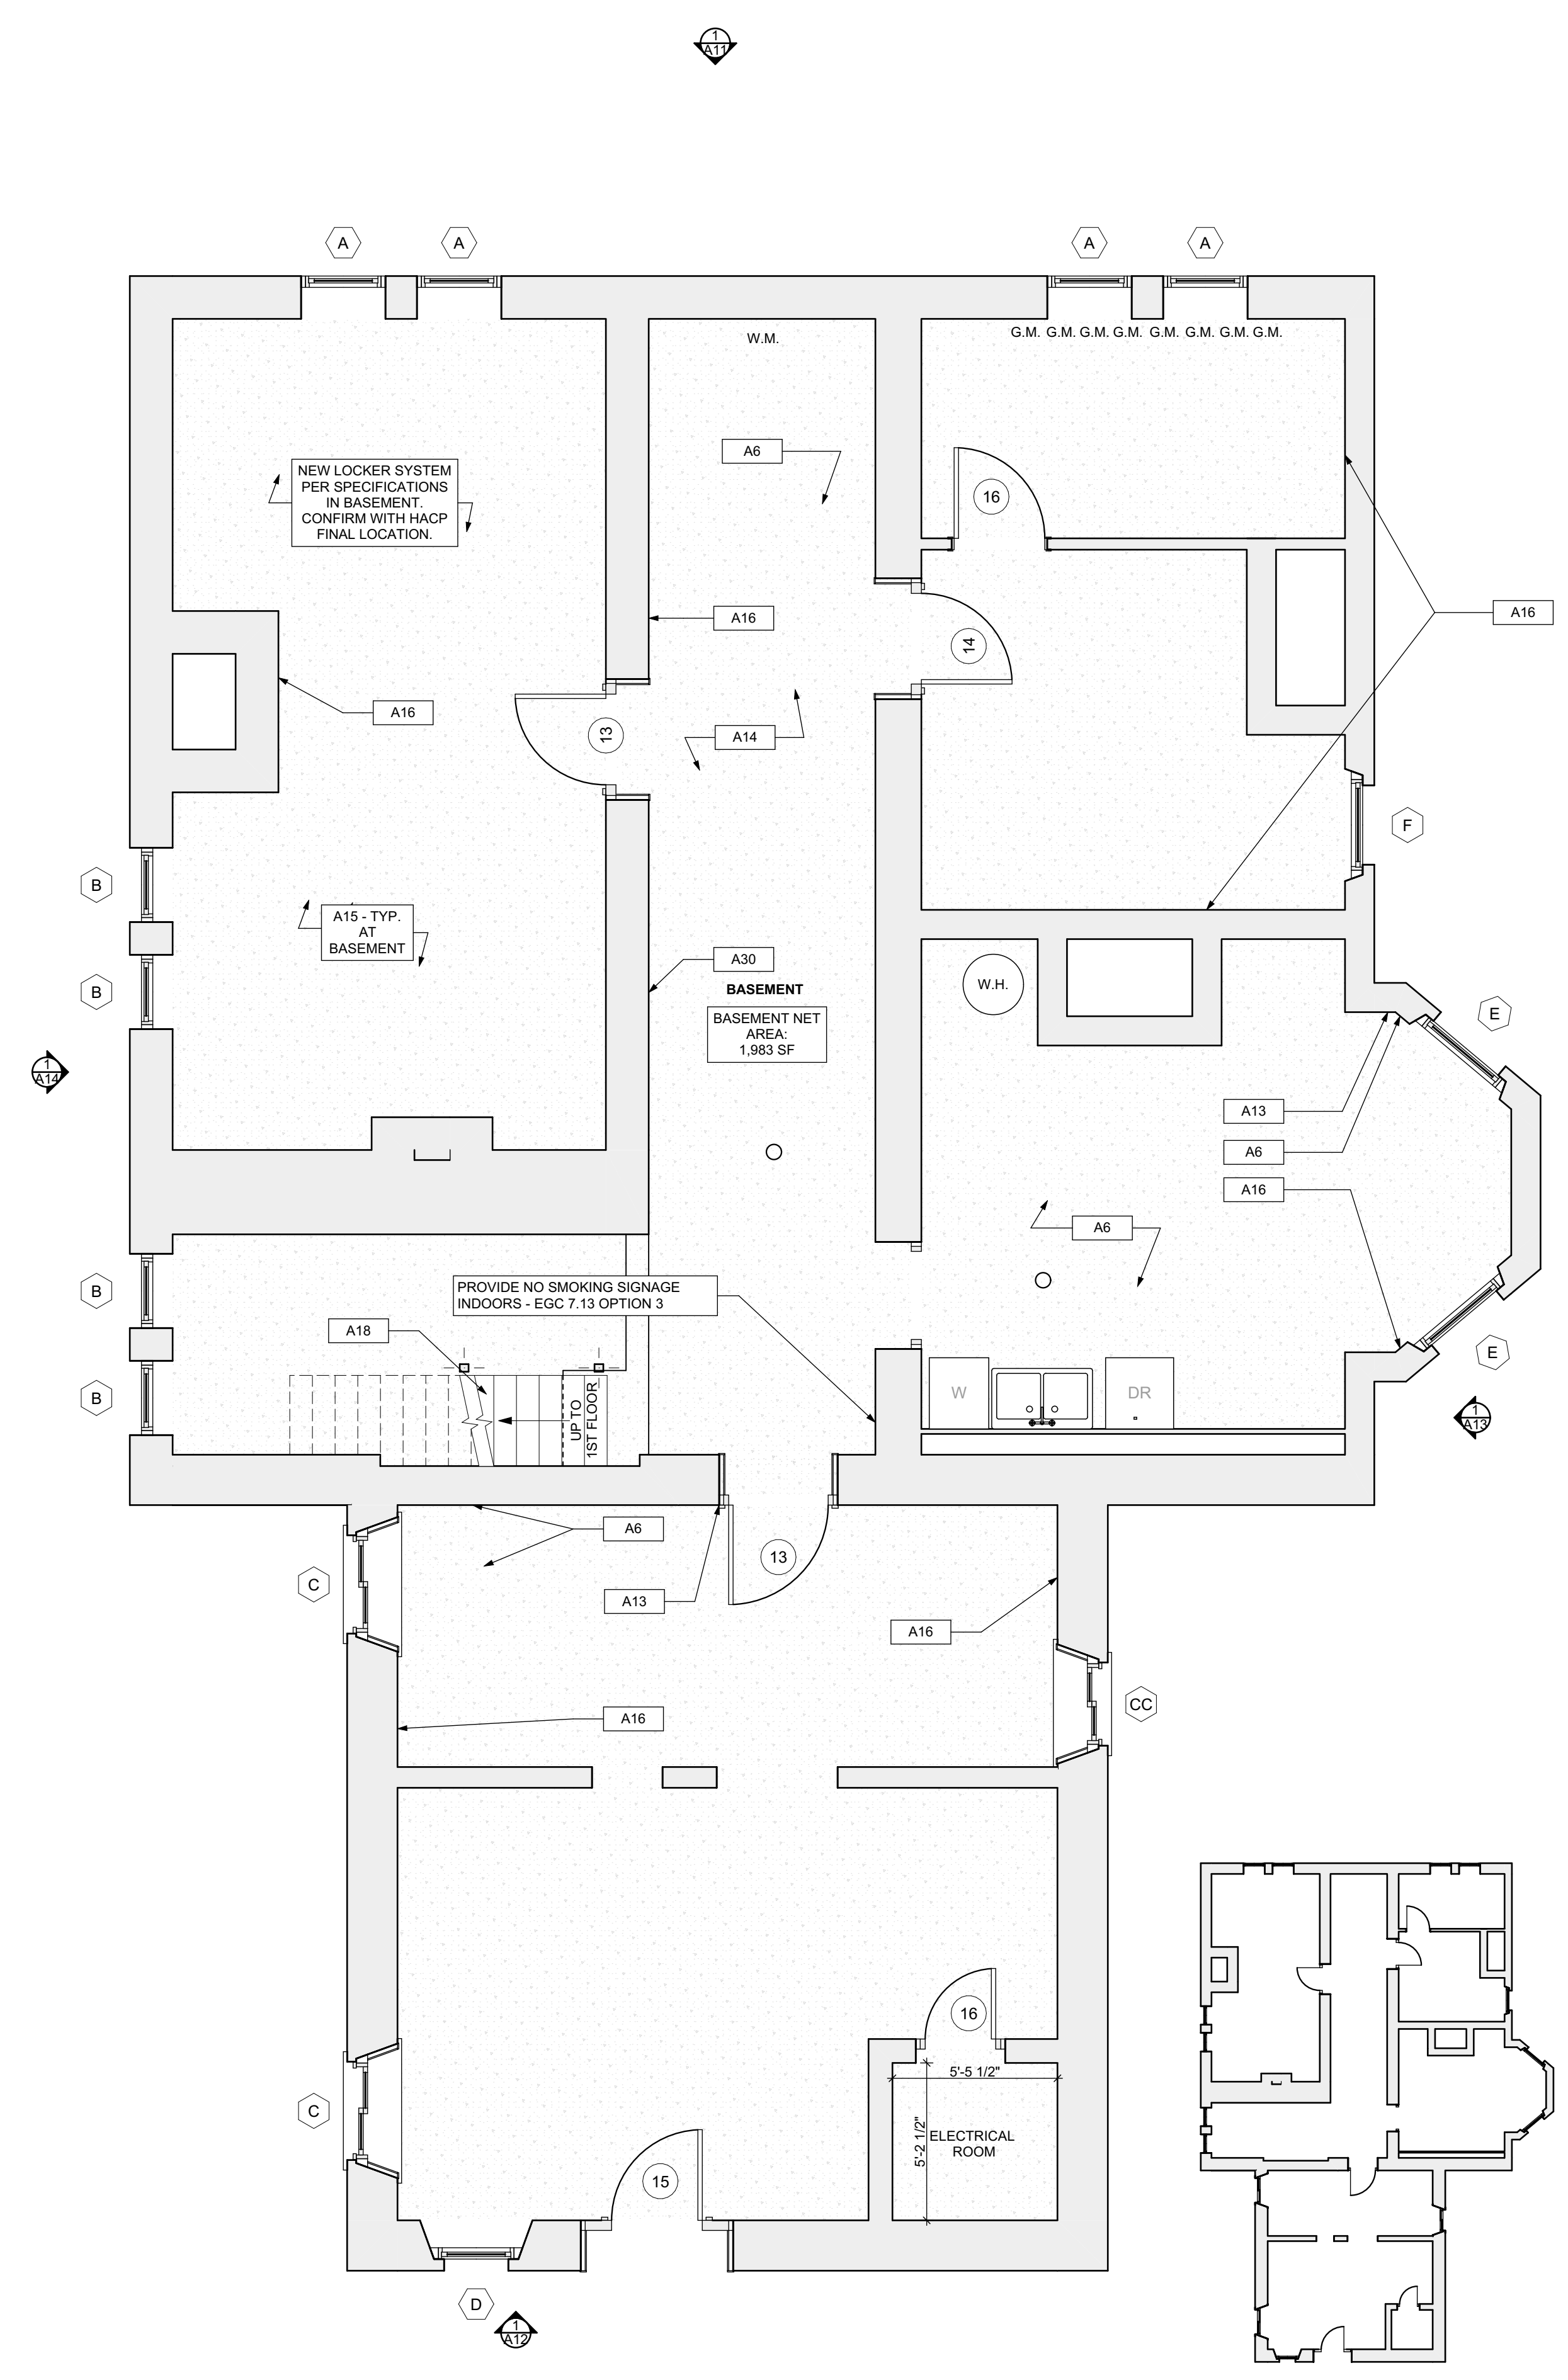 1
A11
A
A
A
A
W.M.
G.M. G.M. G.M. G.M. G.M. G.M. G.M. G.M.
A6
NEW LOCKER SYSTEM
PER SPECIFICATIONS
IN BASEMENT.
CONFIRM WITH HACP
FINAL LOCATION.
16
A16
A16
14
A16
13
A14
F
B
A15 - TYP.
AT
BASEMENT
A30
BASEMENT
W.H.
B
BASEMENT NET
AREA:
1,983 SF
E
1
A14
A13
A6
A16
A6
B
PROVIDE NO SMOKING SIGNAGE
INDOORS - EGC 7.13 OPTION 3
A18
E
B
UP TO
1ST FLOOR
W
DR
1
A13
A6
13
C
A13
A16
CC
A16
16
5'-5 1/2"
5'-2 1/2"
ELECTRICAL
ROOM
C
15
D
1
A12